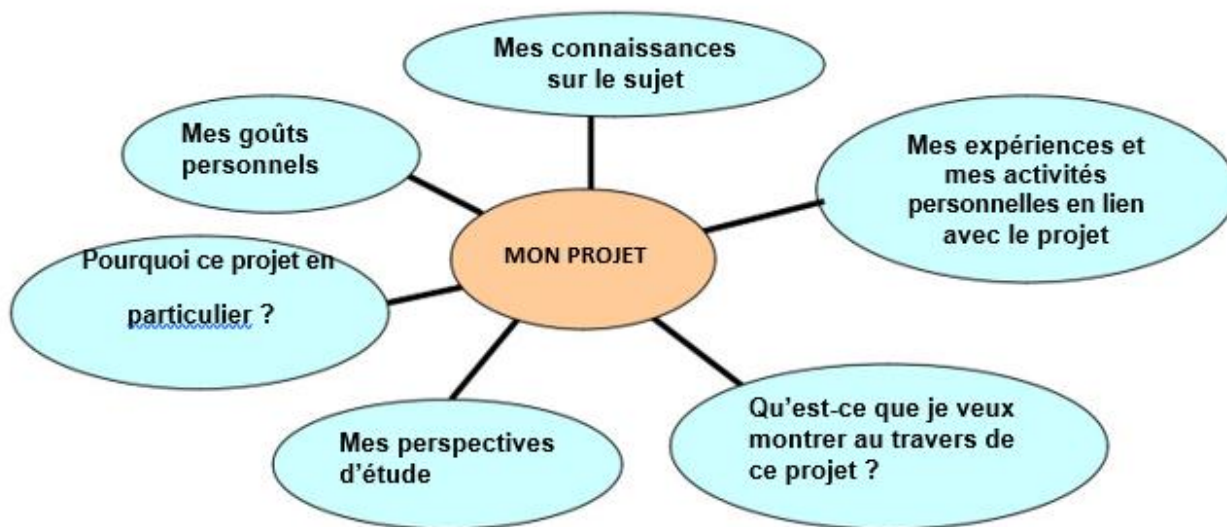 Mes connaissances
sur le sujet
Mes goûts
personnels
Mes expériences et
mes activités
personnelles en lien
avec le projet
MON PROJET
Pourquoi ce projet en
particulier ?
Mes perspectives
d'étude
Qu'est-ce que je veux
montrer au travers de
ce projet ?